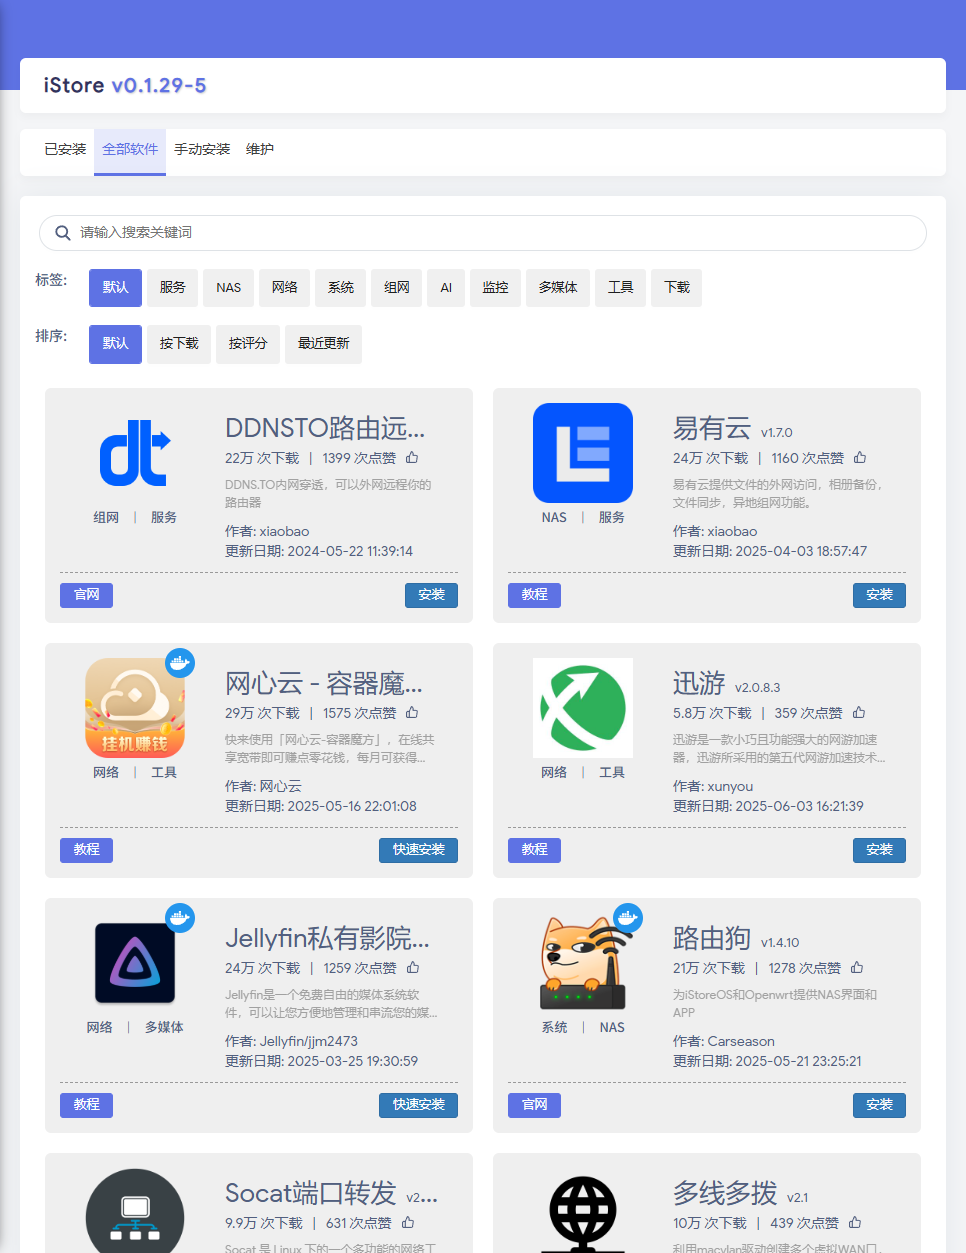 iStore v0.1.29-5
已安装 全部软件 手动安装 维护
请输入搜索关键词
标签: 默认 服务 NAS 网络 系统 组网 AI 监控 多媒体 工具 下载
排序: 默认 按下载 按评分 最近更新
DDNSTO路由远...
22万 次下载 | 1399 次点赞
DDNS.TO内网穿透，可以外网远程你的
路由器
组网 | 服务
作者: xiaobao
更新日期: 2024-05-22 11:39:14
官网 安装
易有云 v1.7.0
24万 次下载 | 1160 次点赞
易有云提供文件的外网访问，相册备份，
文件同步，异地组网功能。
NAS | 服务
作者: xiaobao
更新日期: 2025-04-03 18:57:47
教程 安装
挂机赚钱
网心云 - 容器魔...
29万 次下载 | 1575 次点赞
快来使用「网心云-容器魔方」，在线共
享宽带即可赚点零花钱，每月可获得...
网络 | 工具
作者: 网心云
更新日期: 2025-05-16 22:01:08
教程 快速安装
迅游 v2.0.8.3
5.8万 次下载 | 359 次点赞
迅游是一款小巧且功能强大的网游加速
器，迅游所采用的第五代网游加速技术...
网络 | 工具
作者: xunyou
更新日期: 2025-06-03 16:21:39
教程 安装
Jellyfin私有影院...
24万 次下载 | 1259 次点赞
Jellyfin是一个免费自由的媒体系统软
件，可以让您方便地管理和串流您的媒...
网络 | 多媒体
作者: Jellyfin/jjm2473
更新日期: 2025-03-25 19:30:59
教程 快速安装
路由狗 v1.4.10
21万 次下载 | 1278 次点赞
为iStoreOS和Openwrt提供NAS界面和
APP
系统 | NAS
作者: Carseason
更新日期: 2025-05-21 23:25:21
官网 安装
Socat端口转发 v2...
9.9万 次下载 | 631 次点赞
Socat 是 Linux 下的一个多功能的网络工
多线多拨 v2.1
10万 次下载 | 439 次点赞
利用macvlan驱动创建多个虚拟WAN口，